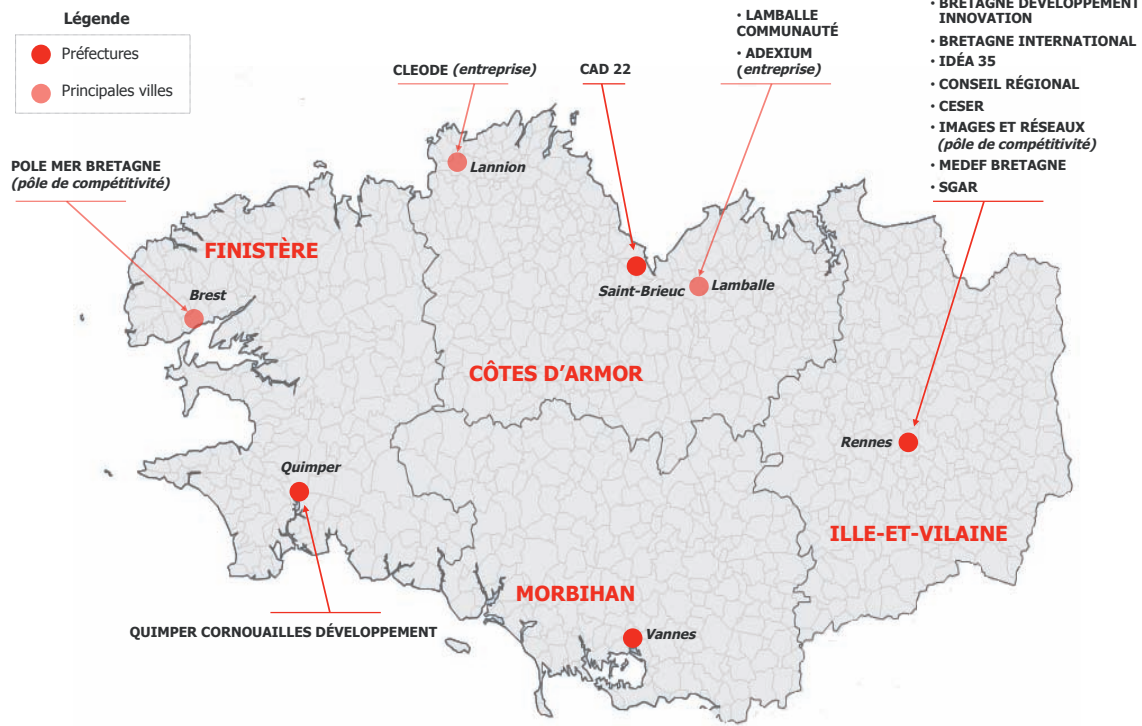 Légende
Préfectures
Principales villes
• LAMBALLE
COMMUNAUTÉ
• ADEXIUM
(entreprise)
• BRETAGNE DÉVELOPPEMENT
INNOVATION
• BRETAGNE INTERNATIONAL
• IDÉA 35
• CONSEIL RÉGIONAL
• CESER
• IMAGES ET RÉSEAUX
(pôle de compétitivité)
• MEDEF BRETAGNE
• SGAR
CLEODE (entreprise)
CAD 22
POLE MER BRETAGNE
(pôle de compétitivité)
Lannion
FINISTÈRE
Brest
Saint-Brieuc
Lamballe
CÔTES D'ARMOR
Rennes
Quimper
ILLE-ET-VILAINE
MORBIHAN
Vannes
QUIMPER CORNOUAILLES DÉVELOPPEMENT